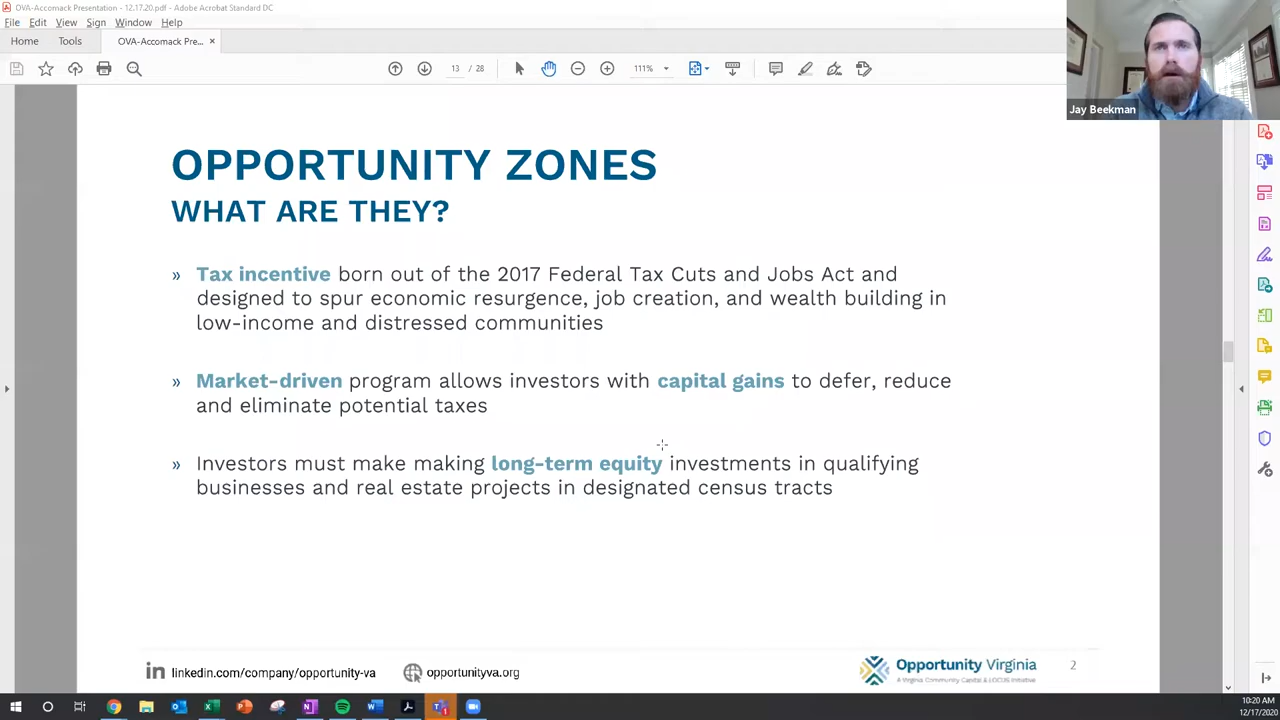 OVA-Accomack Presentation - 12.17.20.pdf - Adobe Acrobat Standard DC
File Edit View Sign Window Help
Home Tools OVA-Accomack Pre... ×
13 / 28 111%
Jay Beekman
OPPORTUNITY ZONES
WHAT ARE THEY?
» Tax incentive born out of the 2017 Federal Tax Cuts and Jobs Act and
designed to spur economic resurgence, job creation, and wealth building in
low-income and distressed communities
» Market-driven program allows investors with capital gains to defer, reduce
and eliminate potential taxes
» Investors must make making long-term equity investments in qualifying
businesses and real estate projects in designated census tracts
in linkedin.com/company/opportunity-va opportunityva.org
Opportunity Virginia 2
A Virginia Community Capital & LOCUS Initiative
10:20 AM
12/17/2020